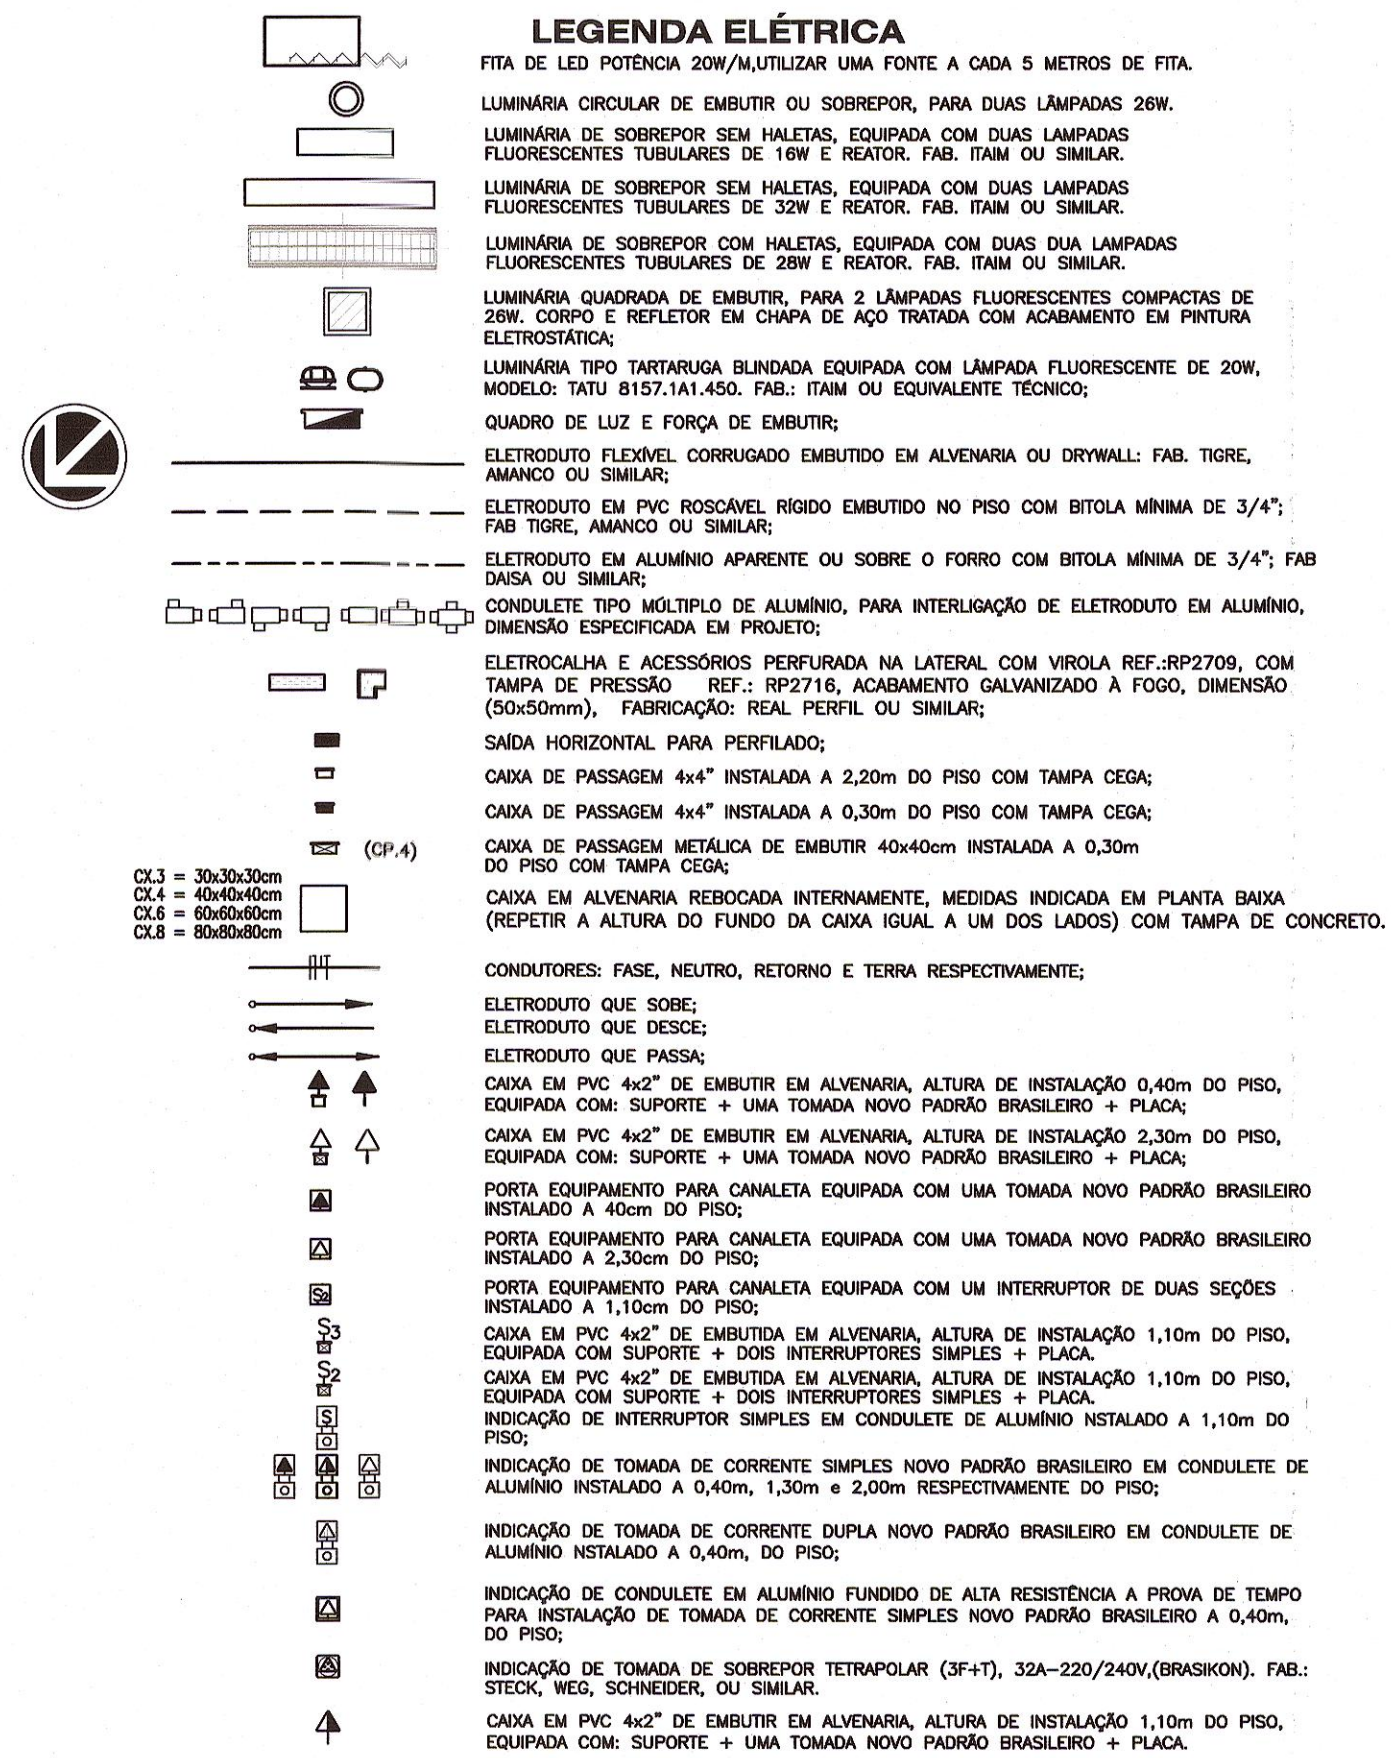 LEGENDA ELÉTRICA
FITA DE LED POTÊNCIA 20W/M,UTILIZAR UMA FONTE A CADA 5 METROS DE FITA.
LUMINÁRIA CIRCULAR DE EMBUTIR OU SOBREPOR, PARA DUAS LÂMPADAS 26W.
LUMINÁRIA DE SOBREPOR SEM HALETAS, EQUIPADA COM DUAS LAMPADAS
FLUORESCENTES TUBULARES DE 16W E REATOR. FAB. ITAIM OU SIMILAR.
LUMINÁRIA DE SOBREPOR SEM HALETAS, EQUIPADA COM DUAS LAMPADAS
FLUORESCENTES TUBULARES DE 32W E REATOR. FAB. ITAIM OU SIMILAR.
LUMINÁRIA DE SOBREPOR COM HALETAS, EQUIPADA COM DUAS DUA LAMPADAS
FLUORESCENTES TUBULARES DE 28W E REATOR. FAB. ITAIM OU SIMILAR.
LUMINÁRIA QUADRADA DE EMBUTIR, PARA 2 LÂMPADAS FLUORESCENTES COMPACTAS DE
26W. CORPO E REFLETOR EM CHAPA DE AÇO TRATADA COM ACABAMENTO EM PINTURA
ELETROSTÁTICA;
LUMINÁRIA TIPO TARTARUGA BLINDADA EQUIPADA COM LÂMPADA FLUORESCENTE DE 20W,
MODELO: TATU 8157.1A1.450. FAB.: ITAIM OU EQUIVALENTE TÉCNICO;
QUADRO DE LUZ E FORÇA DE EMBUTIR;
ELETRODUTO FLEXÍVEL CORRUGADO EMBUTIDO EM ALVENARIA OU DRYWALL: FAB. TIGRE,
AMANCO OU SIMILAR;
ELETRODUTO EM PVC ROSCÁVEL RÍGIDO EMBUTIDO NO PISO COM BITOLA MÍNIMA DE 3/4";
FAB TIGRE, AMANCO OU SIMILAR;
ELETRODUTO EM ALUMÍNIO APARENTE OU SOBRE O FORRO COM BITOLA MÍNIMA DE 3/4"; FAB
DAISA OU SIMILAR;
CONDULETE TIPO MÚLTIPLO DE ALUMÍNIO, PARA INTERLIGAÇÃO DE ELETRODUTO EM ALUMÍNIO,
DIMENSÃO ESPECIFICADA EM PROJETO;
ELETROCALHA E ACESSÓRIOS PERFURADA NA LATERAL COM VIROLA REF.:RP2709, COM
TAMPA DE PRESSÃO REF.: RP2716, ACABAMENTO GALVANIZADO À FOGO, DIMENSÃO
(50x50mm), FABRICAÇÃO: REAL PERFIL OU SIMILAR;
SAÍDA HORIZONTAL PARA PERFILADO;
CAIXA DE PASSAGEM 4x4" INSTALADA A 2,20m DO PISO COM TAMPA CEGA;
CAIXA DE PASSAGEM 4x4" INSTALADA A 0,30m DO PISO COM TAMPA CEGA;
(CP.4) CAIXA DE PASSAGEM METÁLICA DE EMBUTIR 40x40cm INSTALADA A 0,30m
DO PISO COM TAMPA CEGA;
CX.3 = 30x30x30cm
CX.4 = 40x40x40cm
CX.6 = 60x60x60cm
CX.8 = 80x80x80cm
CAIXA EM ALVENARIA REBOCADA INTERNAMENTE, MEDIDAS INDICADA EM PLANTA BAIXA
(REPETIR A ALTURA DO FUNDO DA CAIXA IGUAL A UM DOS LADOS) COM TAMPA DE CONCRETO.
CONDUTORES: FASE, NEUTRO, RETORNO E TERRA RESPECTIVAMENTE;
ELETRODUTO QUE SOBE;
ELETRODUTO QUE DESCE;
ELETRODUTO QUE PASSA;
CAIXA EM PVC 4x2" DE EMBUTIR EM ALVENARIA, ALTURA DE INSTALAÇÃO 0,40m DO PISO,
EQUIPADA COM: SUPORTE + UMA TOMADA NOVO PADRÃO BRASILEIRO + PLACA;
CAIXA EM PVC 4x2" DE EMBUTIR EM ALVENARIA, ALTURA DE INSTALAÇÃO 2,30m DO PISO,
EQUIPADA COM: SUPORTE + UMA TOMADA NOVO PADRÃO BRASILEIRO + PLACA;
PORTA EQUIPAMENTO PARA CANALETA EQUIPADA COM UMA TOMADA NOVO PADRÃO BRASILEIRO
INSTALADO A 40cm DO PISO;
PORTA EQUIPAMENTO PARA CANALETA EQUIPADA COM UMA TOMADA NOVO PADRÃO BRASILEIRO
INSTALADO A 2,30cm DO PISO;
S2 PORTA EQUIPAMENTO PARA CANALETA EQUIPADA COM UM INTERRUPTOR DE DUAS SEÇÕES
INSTALADO A 1,10cm DO PISO;
S3 CAIXA EM PVC 4x2" DE EMBUTIDA EM ALVENARIA, ALTURA DE INSTALAÇÃO 1,10m DO PISO,
EQUIPADA COM SUPORTE + DOIS INTERRUPTORES SIMPLES + PLACA.
S2 CAIXA EM PVC 4x2" DE EMBUTIDA EM ALVENARIA, ALTURA DE INSTALAÇÃO 1,10m DO PISO,
EQUIPADA COM SUPORTE + DOIS INTERRUPTORES SIMPLES + PLACA.
S INDICAÇÃO DE INTERRUPTOR SIMPLES EM CONDULETE DE ALUMÍNIO NSTALADO A 1,10m DO
PISO;
INDICAÇÃO DE TOMADA DE CORRENTE SIMPLES NOVO PADRÃO BRASILEIRO EM CONDULETE DE
ALUMÍNIO INSTALADO A 0,40m, 1,30m e 2,00m RESPECTIVAMENTE DO PISO;
INDICAÇÃO DE TOMADA DE CORRENTE DUPLA NOVO PADRÃO BRASILEIRO EM CONDULETE DE
ALUMÍNIO NSTALADO A 0,40m, DO PISO;
INDICAÇÃO DE CONDULETE EM ALUMÍNIO FUNDIDO DE ALTA RESISTÊNCIA A PROVA DE TEMPO
PARA INSTALAÇÃO DE TOMADA DE CORRENTE SIMPLES NOVO PADRÃO BRASILEIRO A 0,40m,
DO PISO;
INDICAÇÃO DE TOMADA DE SOBREPOR TETRAPOLAR (3F+T), 32A-220/240V,(BRASIKON). FAB.:
STECK, WEG, SCHNEIDER, OU SIMILAR.
CAIXA EM PVC 4x2" DE EMBUTIR EM ALVENARIA, ALTURA DE INSTALAÇÃO 1,10m DO PISO,
EQUIPADA COM: SUPORTE + UMA TOMADA NOVO PADRÃO BRASILEIRO + PLACA.